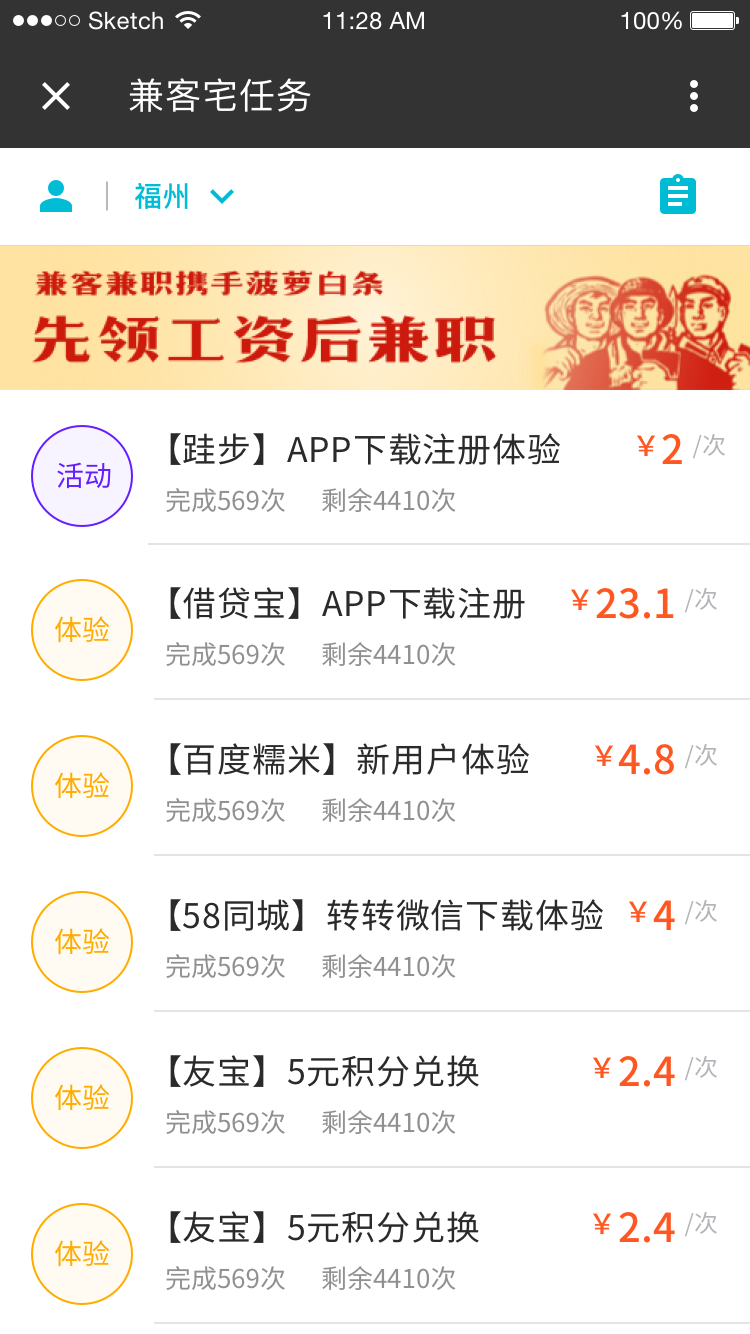 Sketch 11:28 AM 100%
兼客宅任务
福州
兼客兼职携手菠萝白条
先领工资后兼职
活动
【跬步】APP下载注册体验 ¥2/次
完成569次 剩余4410次
体验
【借贷宝】APP下载注册 ¥23.1/次
完成569次 剩余4410次
体验
【百度糯米】新用户体验 ¥4.8/次
完成569次 剩余4410次
体验
【58同城】转转微信下载体验 ¥4/次
完成569次 剩余4410次
体验
【友宝】5元积分兑换 ¥2.4/次
完成569次 剩余4410次
体验
【友宝】5元积分兑换 ¥2.4/次
完成569次 剩余4410次